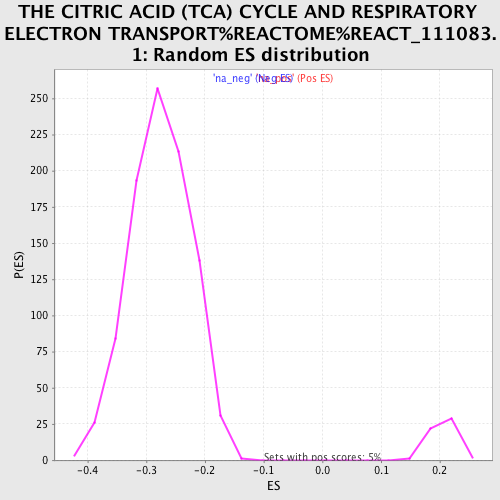 THE CITRIC ACID (TCA) CYCLE AND RESPIRATORY
ELECTRON TRANSPORT%REACTOME%REACT_111083.
1: Random ES distribution
'na_neg' (Neg ES)
(Pos ES)
250
225
200
175
150
125
100
75
50
25
0
P(ES)
Sets with pos scores: 5%
-0.4
-0.3
-0.2
-0.1
0.0
0.1
0.2
ES